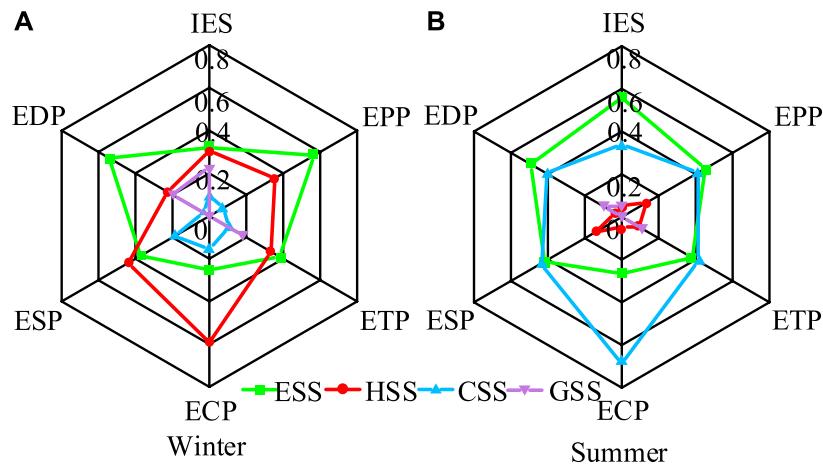 A
B
IES
IES
0.8
0.8
0.6
0.6
EDP
EPP
EDP
EPP
0.4
0.4
0.2
0.2
0
0
ESP
ETP
ESP
ETP
ESS HSS CSS GSS
ECP
ECP
Winter
Summer